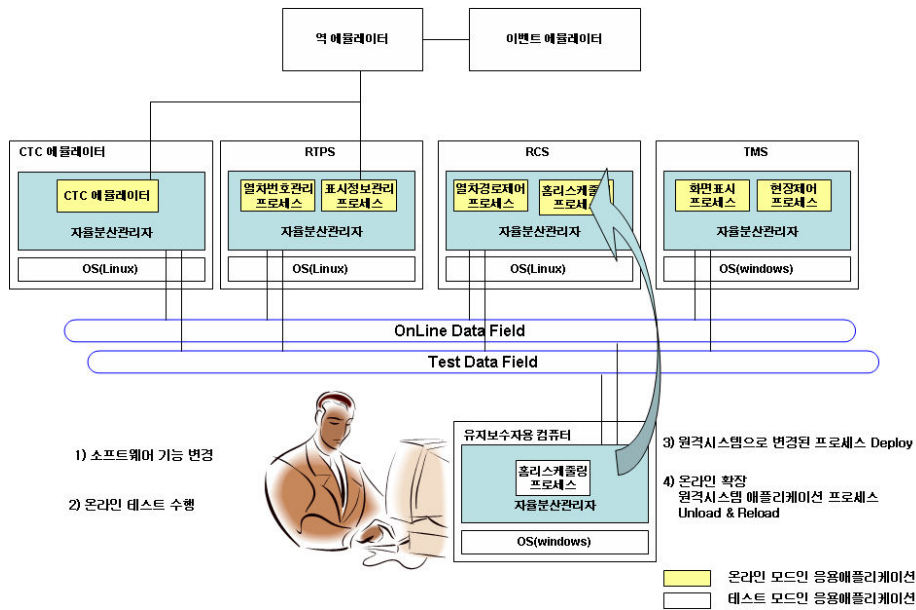 역 에뮬레이터
이벤트 에뮬레이터
CTC 에뮬레이터
RTPS
RCS
TMS
CTC 에뮬레이터
열차번호관리
프로세스
표시정보관리
프로세스
열차경로제어
프로세스
홈리스케줄링
프로세스
화면표시
프로세스
현장제어
프로세스
자율분산관리자
자율분산관리자
자율분산관리자
자율분산관리자
OS(Linux)
OS(Linux)
OS(Linux)
OS(windows)
OnLine Data Field
Test Data Field
1) 소프트웨어 기능 변경
2) 온라인 테스트 수행
유지보수자용 컴퓨터
홈리스케줄링
프로세스
자율분산관리자
OS(windows)
3) 원격시스템으로 변경된 프로세스 Deploy
4) 온라인 확장
원격시스템 애플리케이션 프로세스
Unload & Reload
온라인 모드인 응용애플리케이션
테스트 모드인 응용애플리케이션